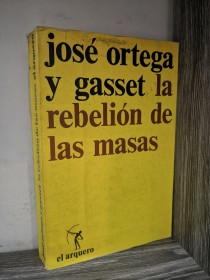 josé ortega
y gasset la
rebelión de
las masas
el arquero